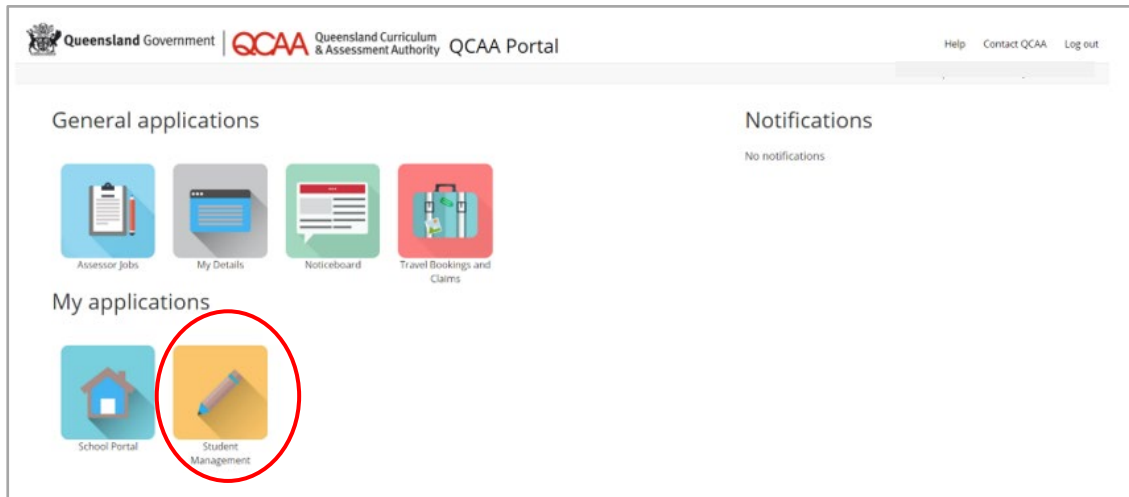 Queensland Government QCAA Queensland Curriculum & Assessment Authority QCAA Portal
Help Contact QCAA Log out
General applications
Notifications
No notifications
Assessor Jobs
My Details
Noticeboard
Travel Bookings and
Claims
My applications
School Portal
Student
Management